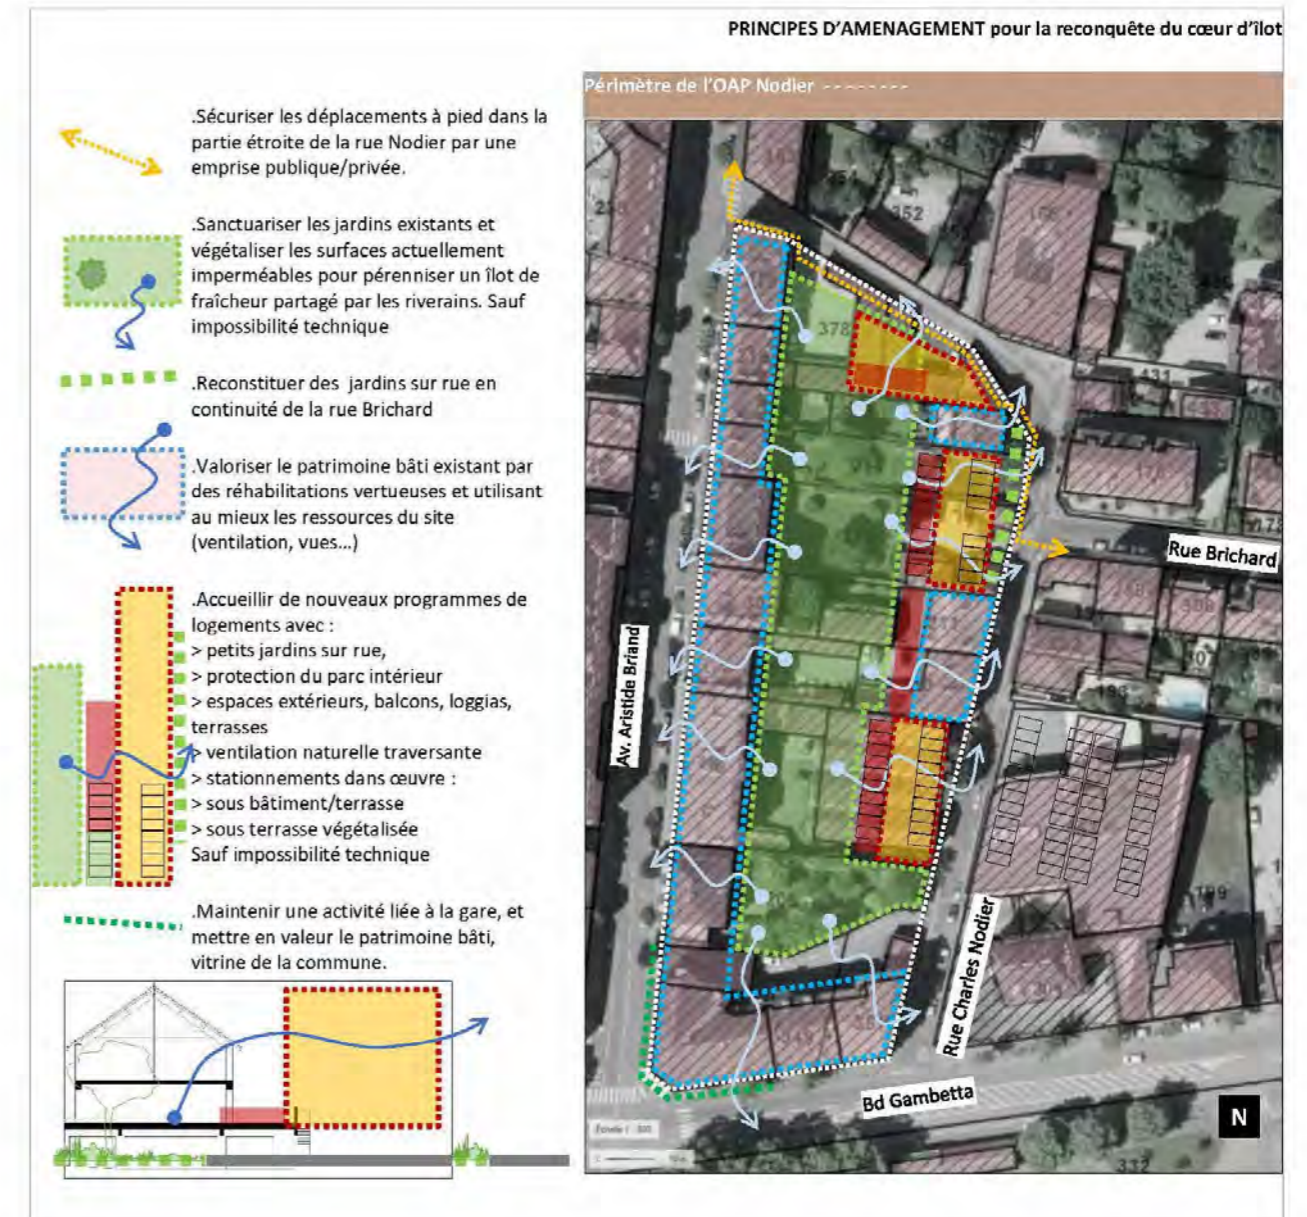 PRINCIPES D'AMENAGEMENT pour la reconquête du cœur d'îlot
Périmètre de l'OAP Nodier --------
.Sécuriser les déplacements à pied dans la
partie étroite de la rue Nodier par une
emprise publique/privée.
.Sanctuariser les jardins existants et
végétaliser les surfaces actuellement
imperméables pour pérenniser un îlot de
fraîcheur partagé par les riverains. Sauf
impossibilité technique
.Reconstituer des jardins sur rue en
continuité de la rue Brichard
.Valoriser le patrimoine bâti existant par
des réhabilitations vertueuses et utilisant
au mieux les ressources du site
(ventilation, vues...)
.Accueillir de nouveaux programmes de
logements avec :
> petits jardins sur rue,
> protection du parc intérieur
> espaces extérieurs, balcons, loggias,
terrasses
> ventilation naturelle traversante
> stationnements dans œuvre :
> sous bâtiment/terrasse
> sous terrasse végétalisée
Sauf impossibilité technique
.Maintenir une activité liée à la gare, et
mettre en valeur le patrimoine bâti,
vitrine de la commune.
352
378
431
Rue Brichard
Av. Aristide Briand
Rue Charles Nodier
Bd Gambetta
N
332